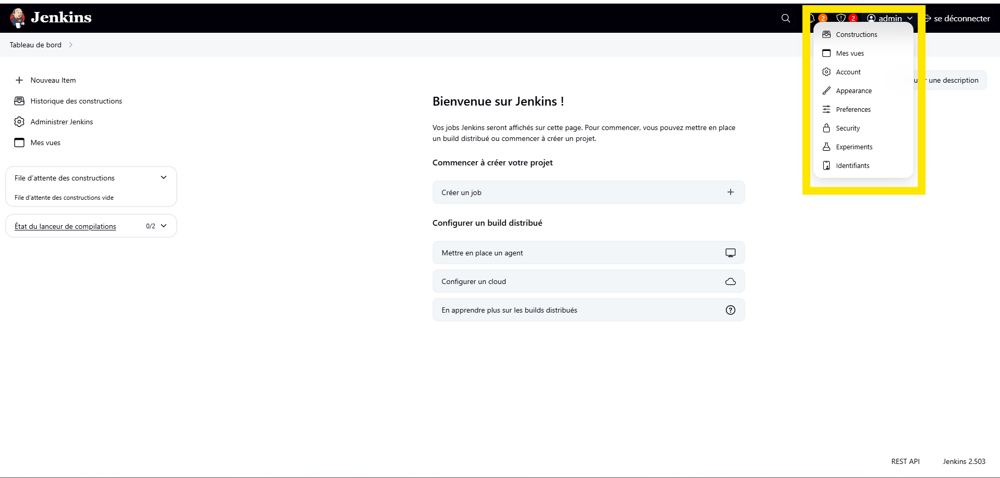 Jenkins
2
2
admin
se déconnecter
Tableau de bord
Constructions
Mes vues
Account
Appearance
Preferences
Security
Experiments
Identifiants
une description
Nouveau Item
Historique des constructions
Administrer Jenkins
Mes vues
File d'attente des constructions
File d'attente des constructions vide
État du lanceur de compilations
0/2
Bienvenue sur Jenkins !
Vos jobs Jenkins seront affichés sur cette page. Pour commencer, vous pouvez mettre en place
un build distribué ou commencer à créer un projet.
Commencer à créer votre projet
Créer un job
Configurer un build distribué
Mettre en place un agent
Configurer un cloud
En apprendre plus sur les builds distribués
REST API
Jenkins 2.503